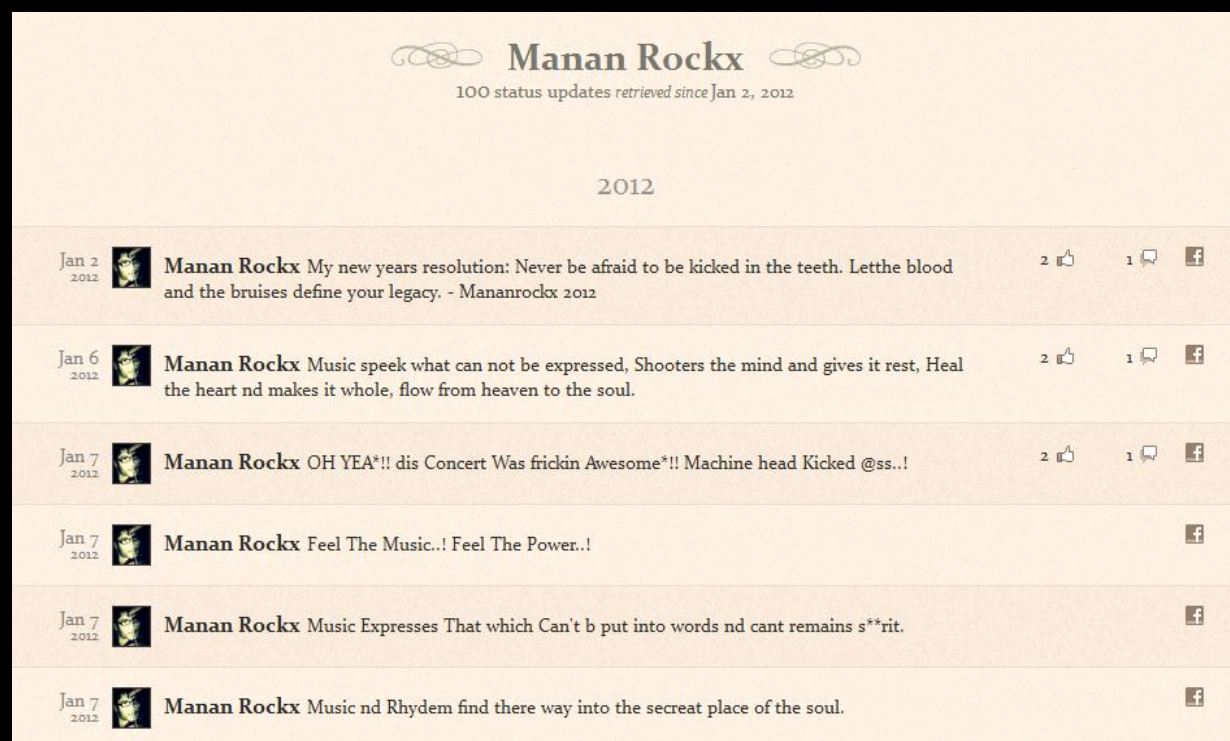 Manan Rockx
100 status updates retrieved since Jan 2, 2012
2012
Jan 2
2012
Manan Rockx My new years resolution: Never be afraid to be kicked in the teeth. Letthe blood
and the bruises define your legacy. - Mananrockx 2012
2
1
Jan 6
2012
Manan Rockx Music speek what can not be expressed, Shooters the mind and gives it rest, Heal
the heart nd makes it whole, flow from heaven to the soul.
2
1
Jan 7
2012
Manan Rockx OH YEA*!! dis Concert Was frickin Awesome*!! Machine head Kicked @ss..!
2
1
Jan 7
2012
Manan Rockx Feel The Music..! Feel The Power..!
Jan 7
2012
Manan Rockx Music Expresses That which Can't b put into words nd cant remains s**rit.
Jan 7
2012
Manan Rockx Music nd Rhydem find there way into the secreat place of the soul.